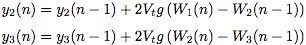 y₂(n) = y₂(n − 1) + 2Vₜg (W₁(n) − W₂(n − 1))
y₃(n) = y₃(n − 1) + 2Vₜg (W₂(n) − W₃(n − 1))